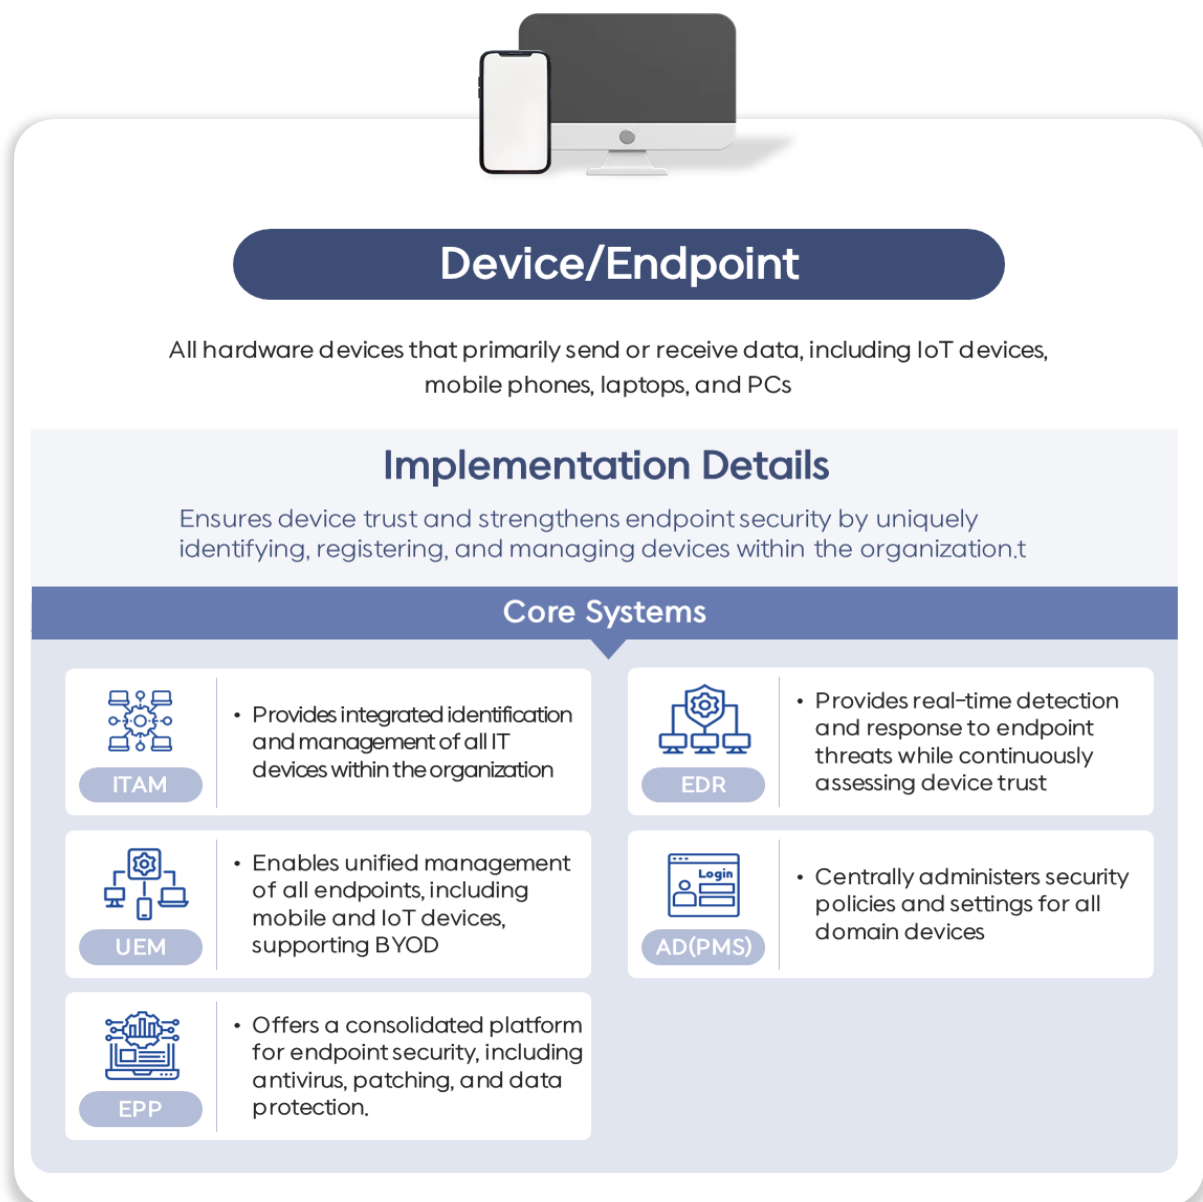 Device/Endpoint
All hardware devices that primarily send or receive data, including IoT devices,
mobile phones, laptops, and PCs
Implementation Details
Ensures device trust and strengthens endpoint security by uniquely
identifying, registering, and managing devices within the organization.t
Core Systems
ITAM
• Provides integrated identification
and management of all IT
devices within the organization
EDR
• Provides real-time detection
and response to endpoint
threats while continuously
assessing device trust
UEM
• Enables unified management
of all endpoints, including
mobile and IoT devices,
supporting BYOD
Login
AD(PMS)
• Centrally administers security
policies and settings for all
domain devices
EPP
• Offers a consolidated platform
for endpoint security, including
antivirus, patching, and data
protection.